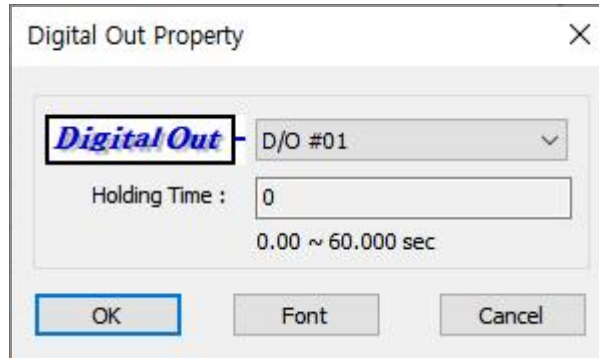 Digital Out Property
Digital Out D/O #01
Holding Time : 0
0.00 ~ 60.000 sec
OK Font Cancel